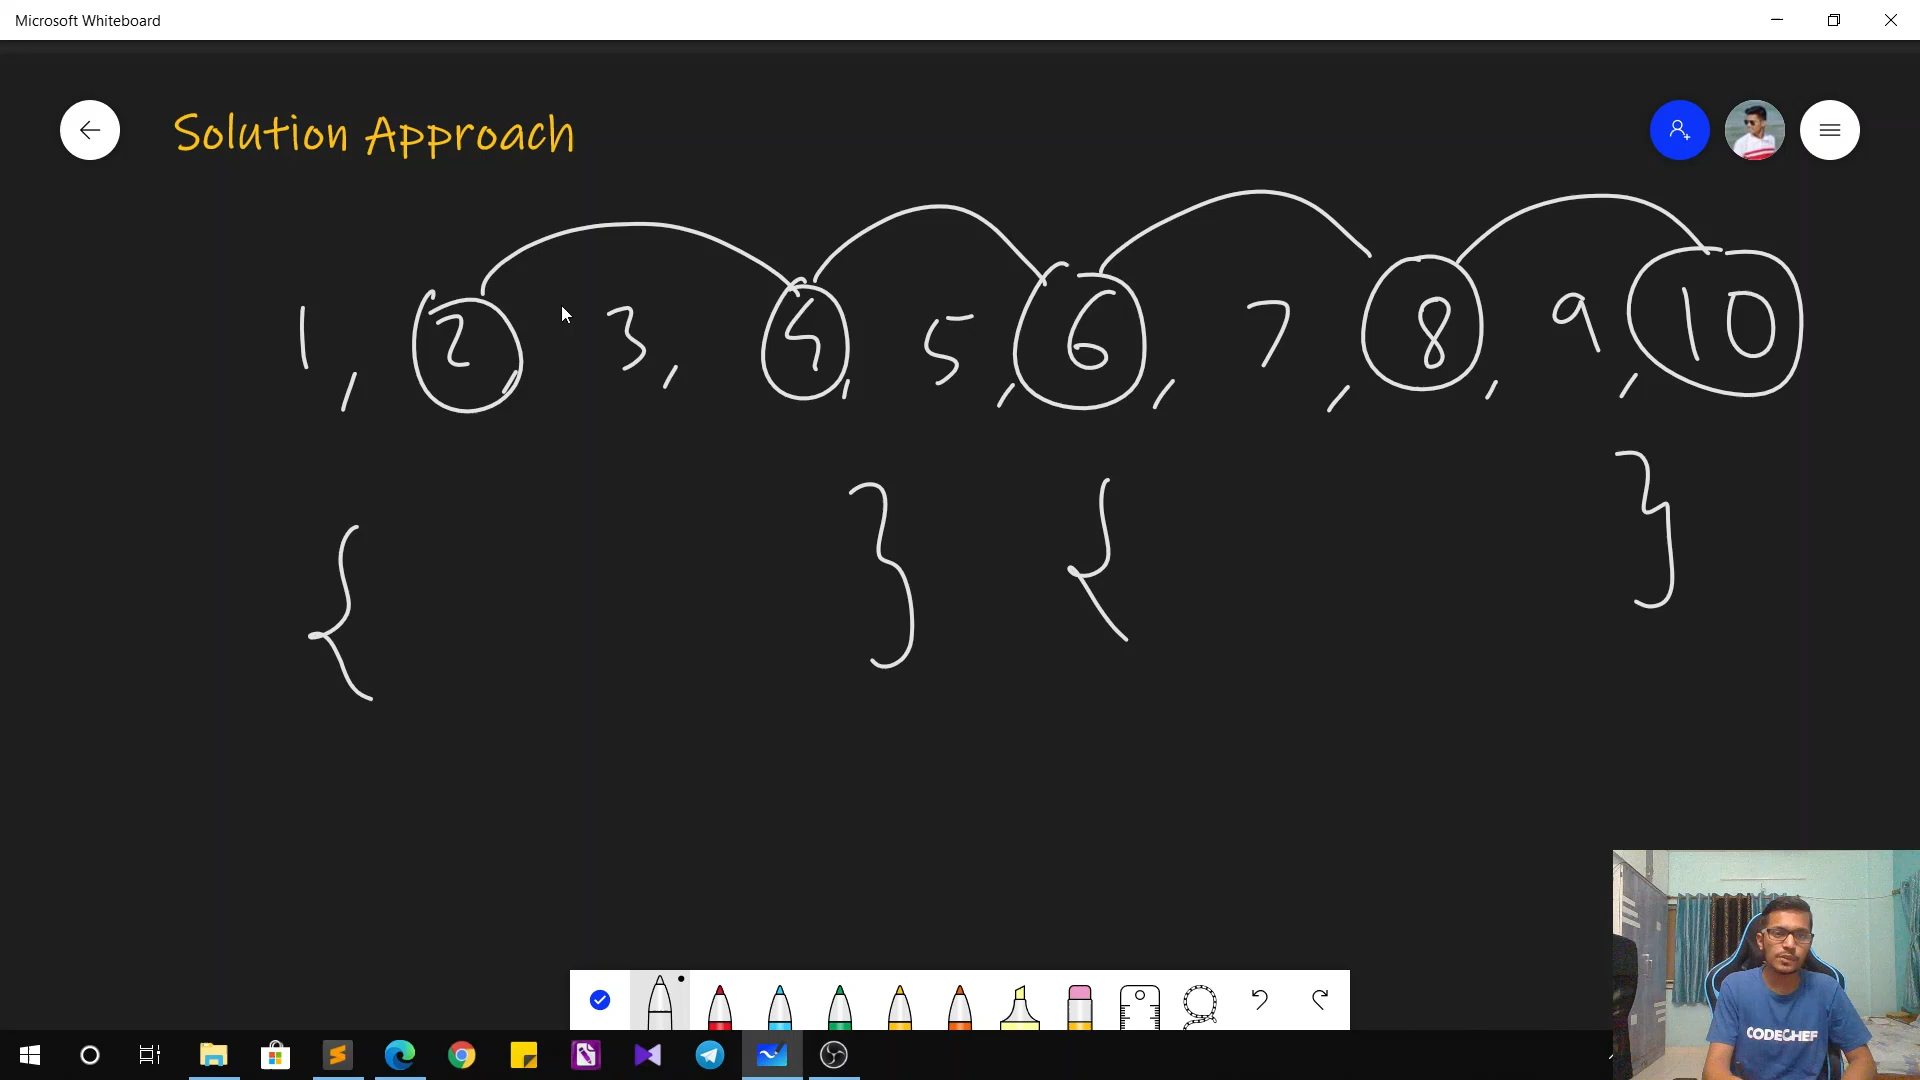 Microsoft Whiteboard
Solution Approach
1, 2, 3, 4, 5, 6, 7, 8, 9, 10
{ } { }
CODECHEF